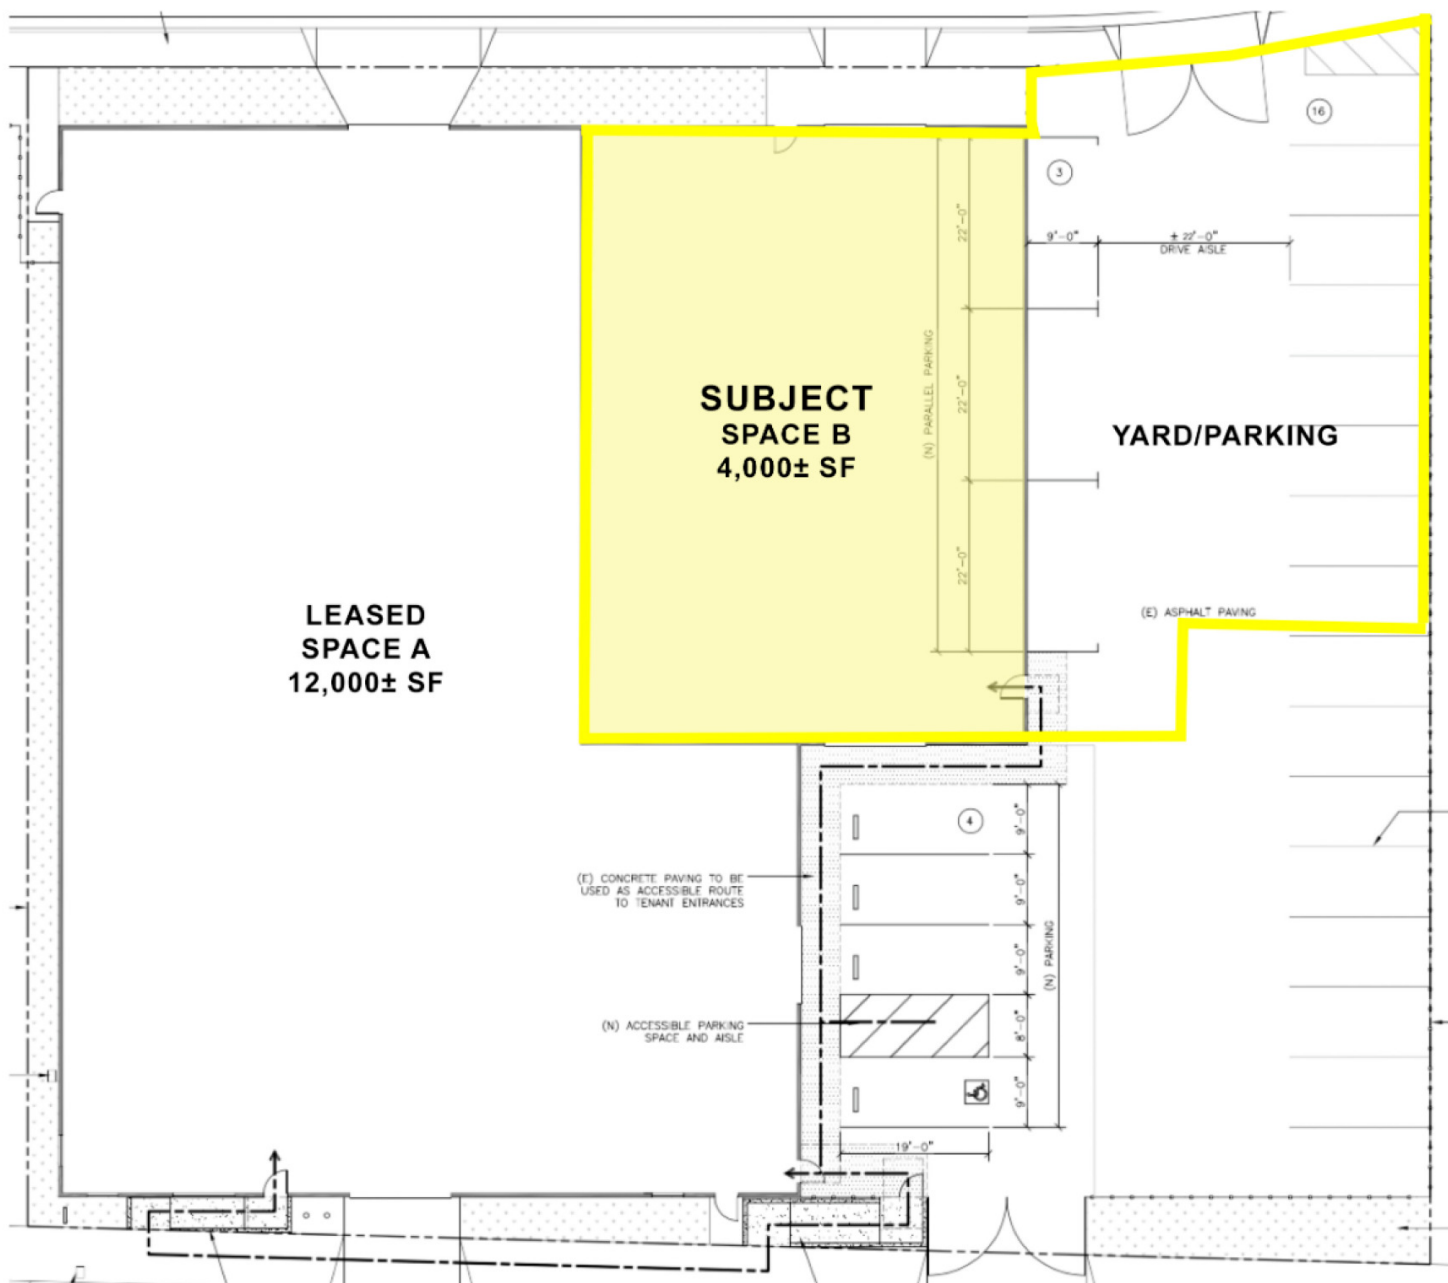 16
3
22'-0"
9'-0"
± 22'-0"
DRIVE AISLE
(N) PARALLEL PARKING
22'-0"
SUBJECT
SPACE B
4,000± SF
YARD/PARKING
22'-0"
(E) ASPHALT PAVING
LEASED
SPACE A
12,000± SF
4
9'-0"
(E) CONCRETE PAVING TO BE
USED AS ACCESSIBLE ROUTE
TO TENANT ENTRANCES
9'-0"
(N) PARKING
9'-0"
(N) ACCESSIBLE PARKING
SPACE AND AISLE
8'-0"
9'-0"
19'-0"